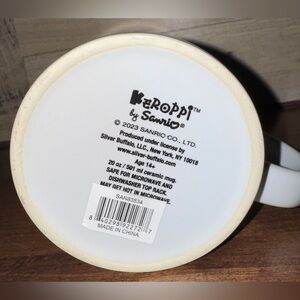 KEROPPI™
by Sanrio®
© 2023 SANRIO CO., LTD.
Produced under license by
Silver Buffalo, LLC., New York, NY 10018
www.silver-buffalo.com
Age 14+
20 oz / 591 ml ceramic mug.
SAFE FOR MICROWAVE AND
DISHWASHER TOP RACK.
MAY GET HOT IN MICROWAVE.
SAN83534
MADE IN CHINA